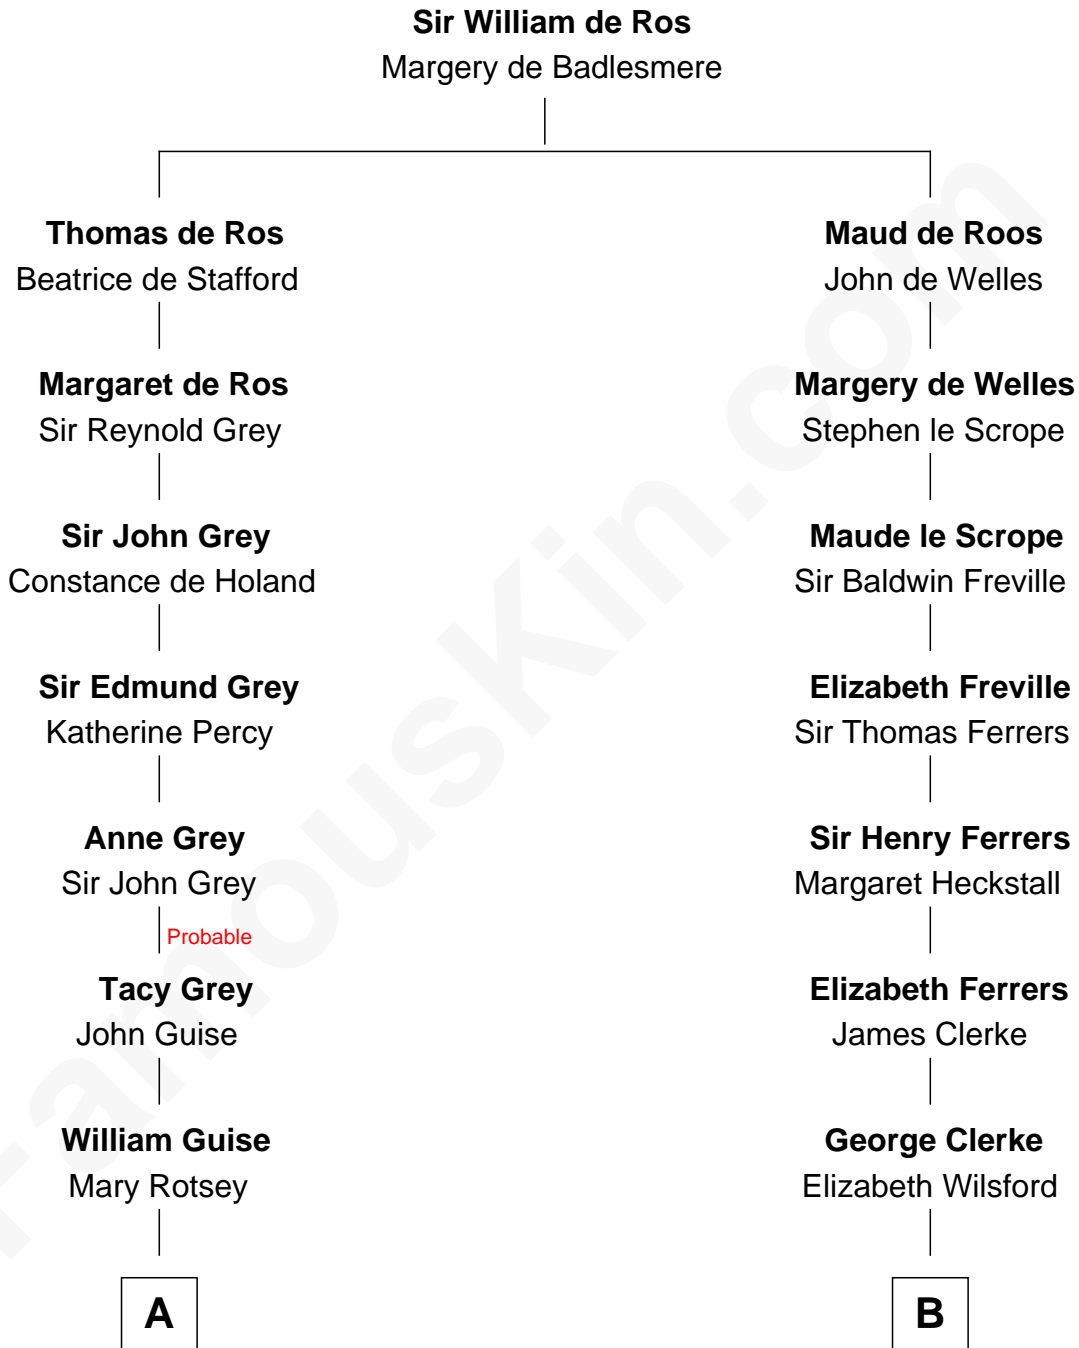 Sir William de Ros
Margery de Badlesmere
Thomas de Ros
Beatrice de Stafford
Margaret de Ros
Sir Reynold Grey
Sir John Grey
Constance de Holand
Sir Edmund Grey
Katherine Percy
Anne Grey
Sir John Grey
Probable
Tacy Grey
John Guise
William Guise
Mary Rotsey
A
Maud de Roos
John de Welles
Margery de Welles
Stephen le Scrope
Maude le Scrope
Sir Baldwin Freville
Elizabeth Freville
Sir Thomas Ferrers
Sir Henry Ferrers
Margaret Heckstall
Elizabeth Ferrers
James Clerke
George Clerke
Elizabeth Wilsford
B
FamousKin.com